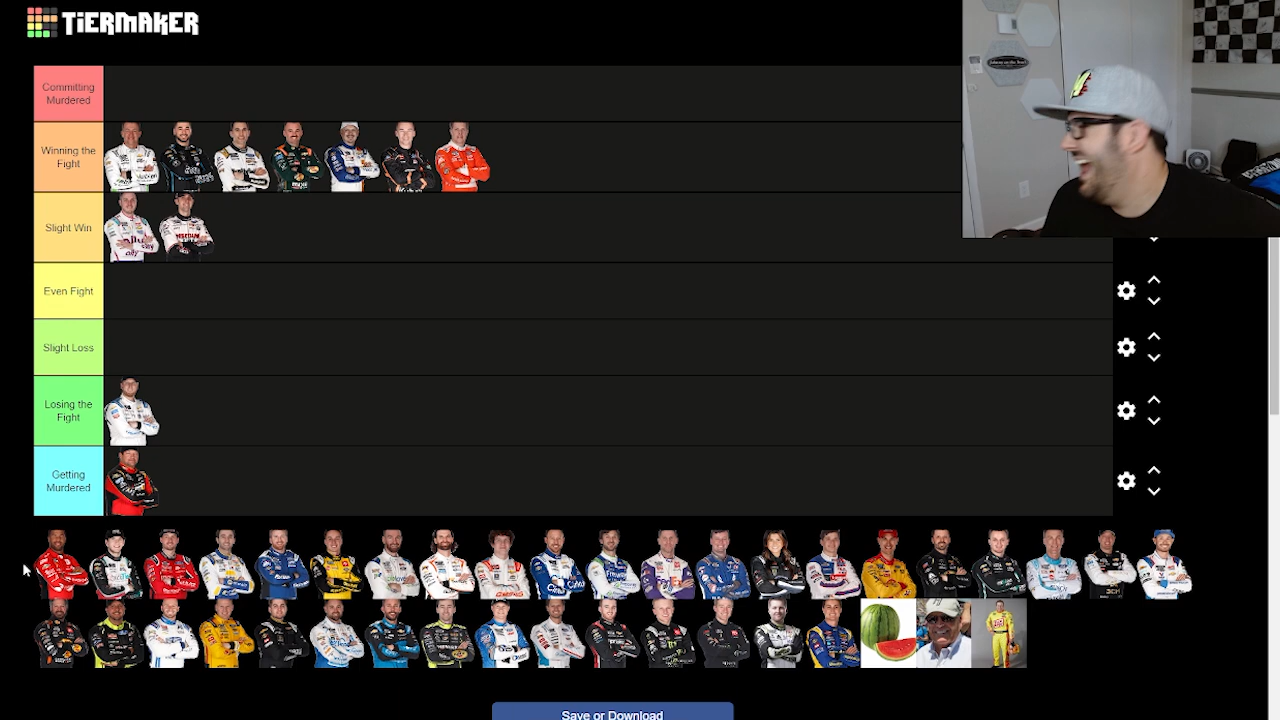 TiERMAKER
Committing
Murdered
Winning the
Fight
Slight Win
Even Fight
Slight Loss
Losing the
Fight
Getting
Murdered
ally
Save or Download